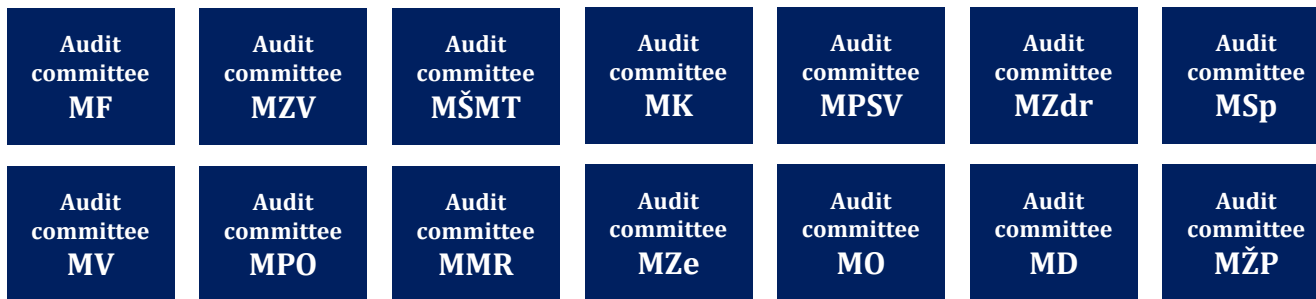 Audit
committee
MF
Audit
committee
MZV
Audit
committee
MŠMT
Audit
committee
MK
Audit
committee
MPSV
Audit
committee
MZdr
Audit
committee
MSp
Audit
committee
MV
Audit
committee
MPO
Audit
committee
MMR
Audit
committee
MZe
Audit
committee
MO
Audit
committee
MD
Audit
committee
MŽP